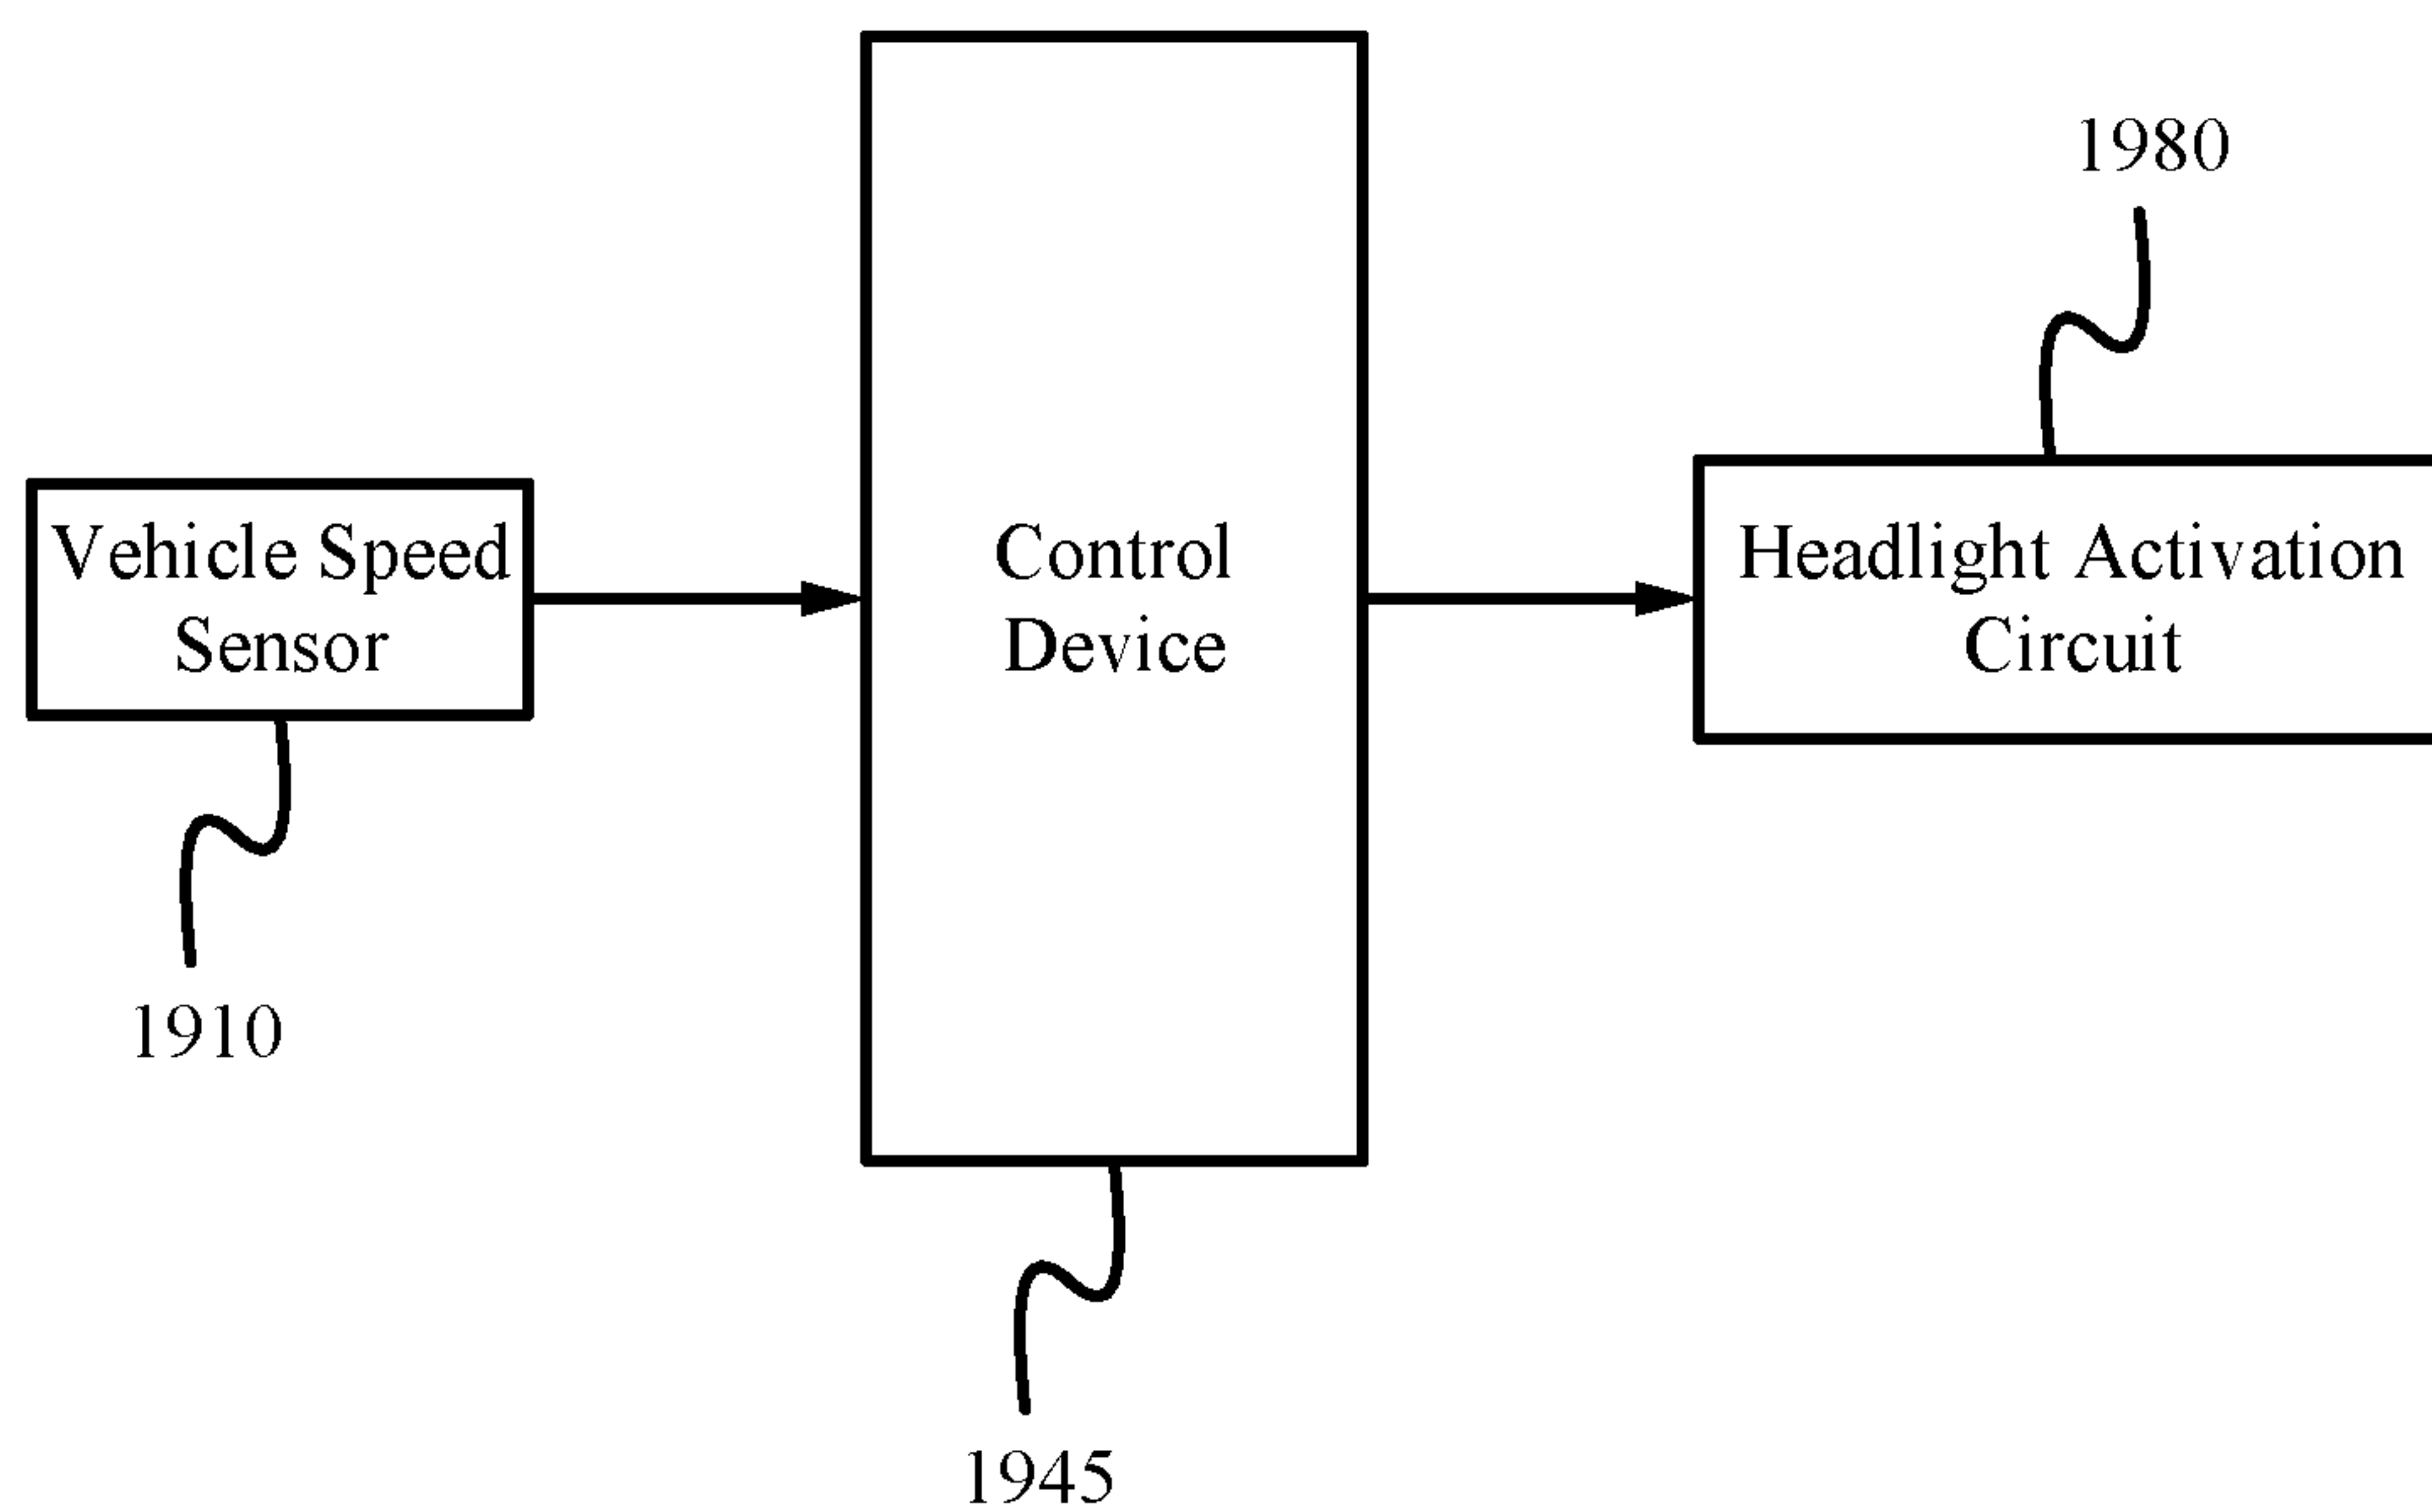 1980
Vehicle Speed
Sensor
Control
Device
Headlight Activation
Circuit
1910
1945